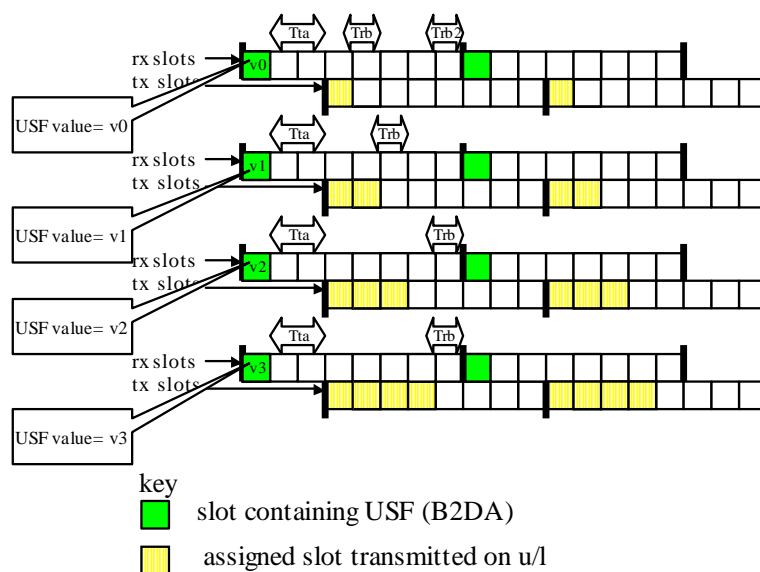 Tta Trb Trb2
rx slots
v0
tx slots
USF value= v0
Tta Trb
rx slots
v1
tx slots
USF value= v1
Tta Trb
rx slots
v2
tx slots
USF value= v2
Tta Trb
rx slots
v3
tx slots
USF value= v3
key
slot containing USF (B2DA)
assigned slot transmitted on u/l